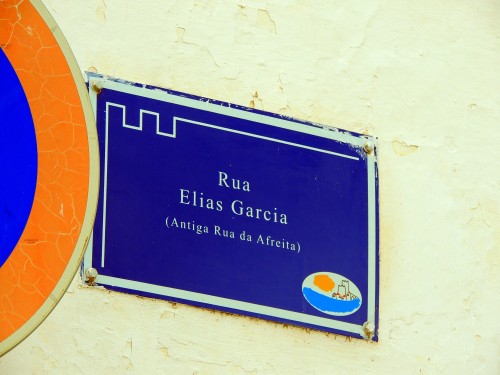 Rua
Elias Garcia
(Antiga Rua da Afreita)